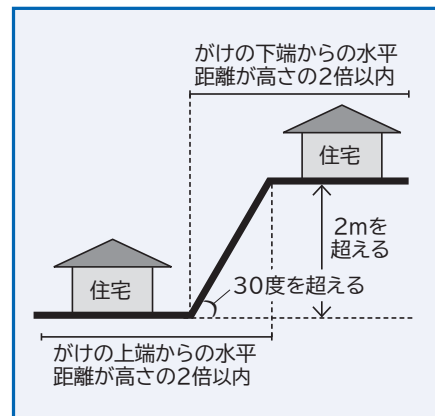 がけの下端からの水平
距離が高さの2倍以内
住宅
2mを
超える
住宅
30度を超える
がけの上端からの水平
距離が高さの2倍以内